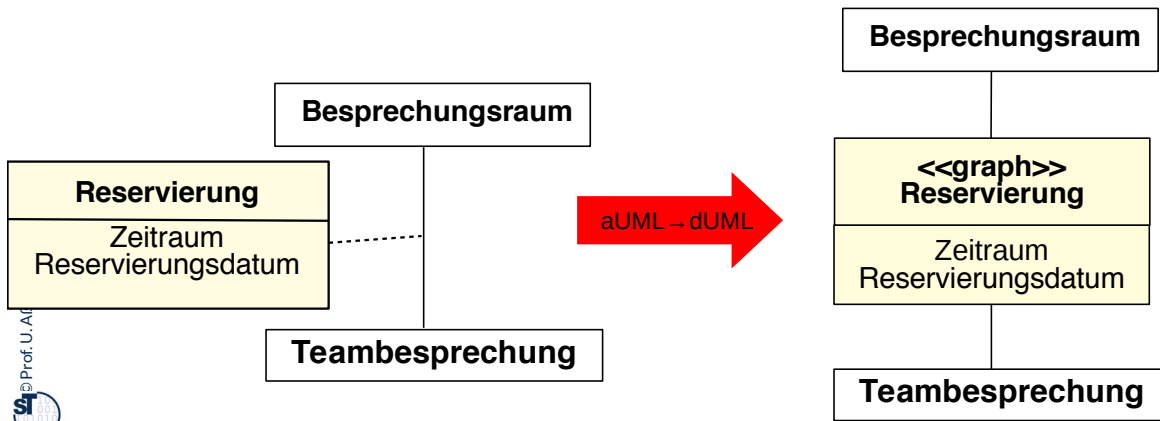 Besprechungsraum
Reservierung
Zeitraum
Reservierungsdatum
Teambesprechung
aUML→dUML
Besprechungsraum
<<graph>>
Reservierung
Zeitraum
Reservierungsdatum
Teambesprechung
© Prof. U.
ST